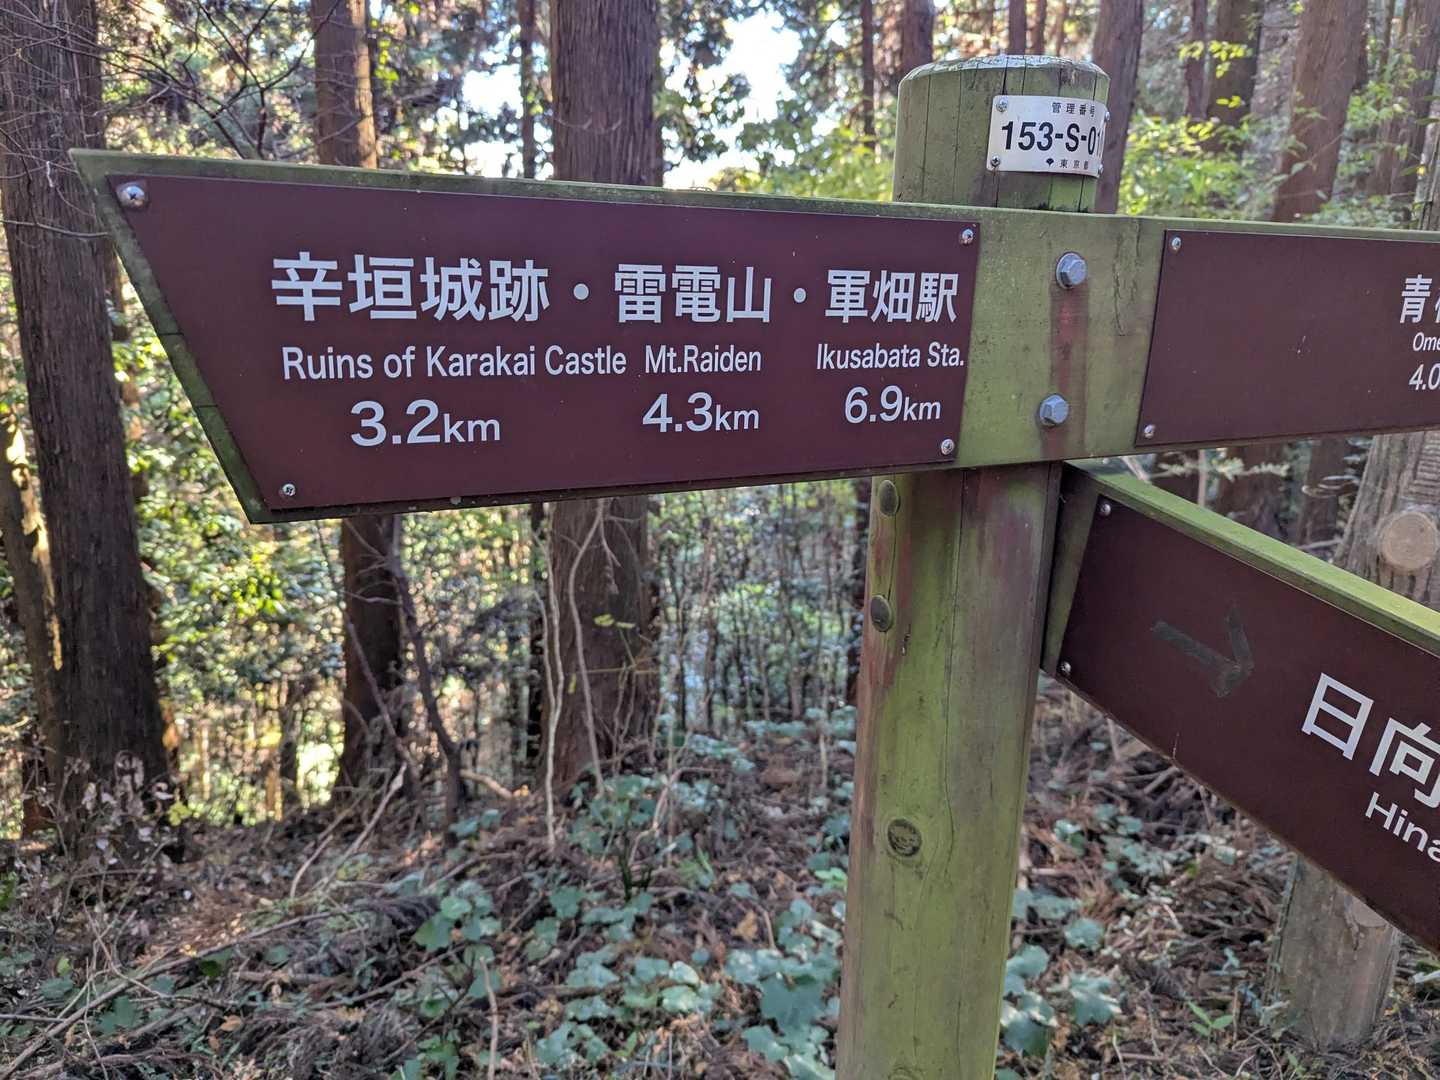 管理番号
153-S-01
東京都
辛垣城跡・雷電山・軍畑駅
Ruins of Karakai Castle Mt.Raiden Ikusabata Sta.
3.2km 4.3km 6.9km
青
4.0
日向